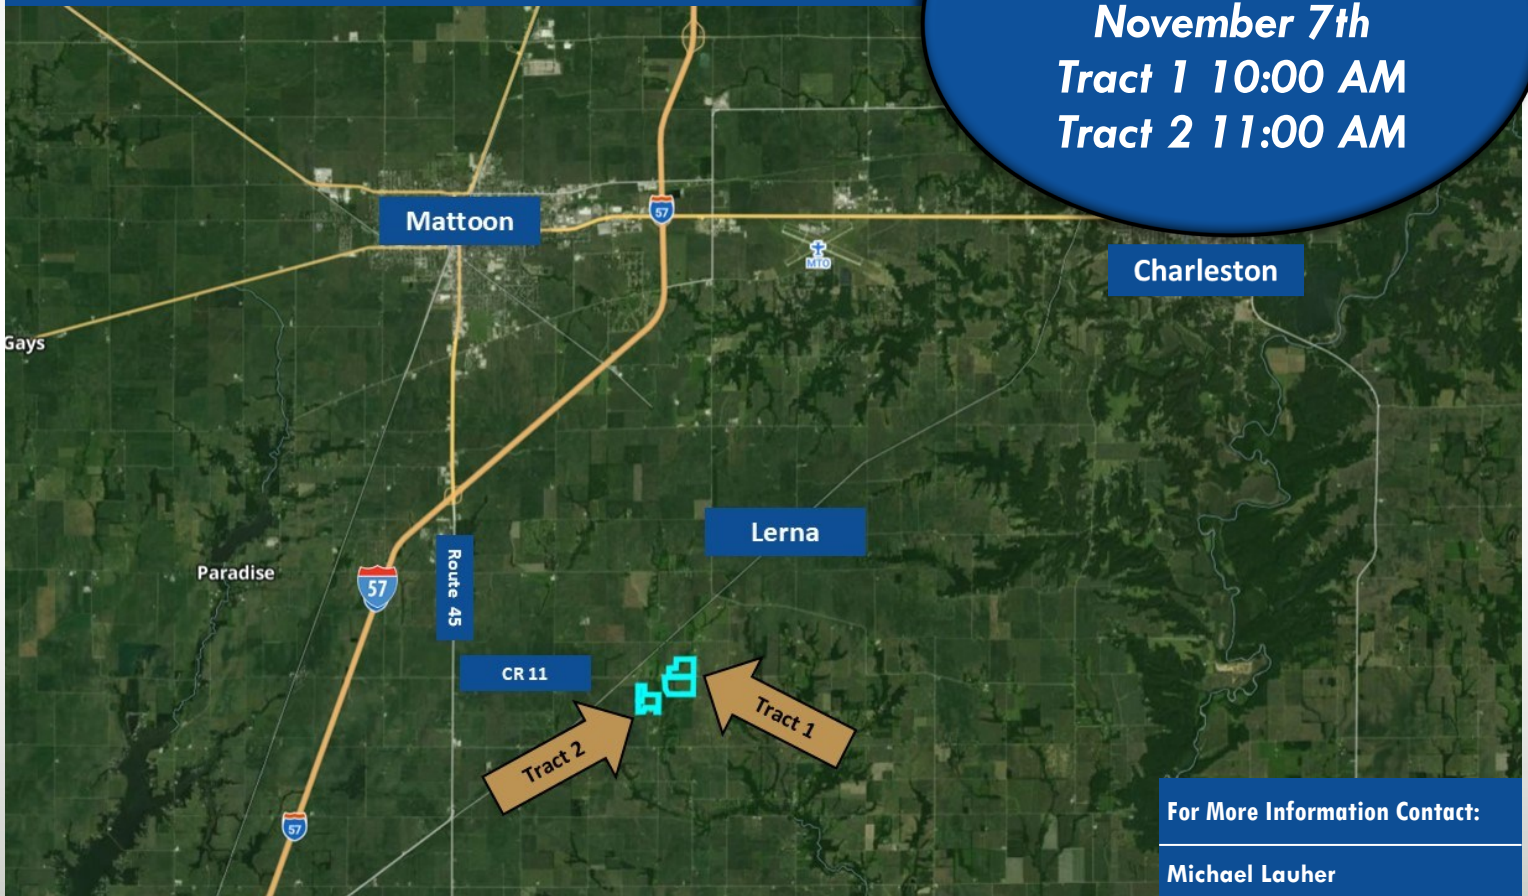 November 7th
Tract 1 10:00 AM
Tract 2 11:00 AM
Mattoon
57
MTO
Charleston
Gays
Lerna
Paradise
57
Route 45
CR 11
Tract 1
Tract 2
57
For More Information Contact:
Michael Lauher